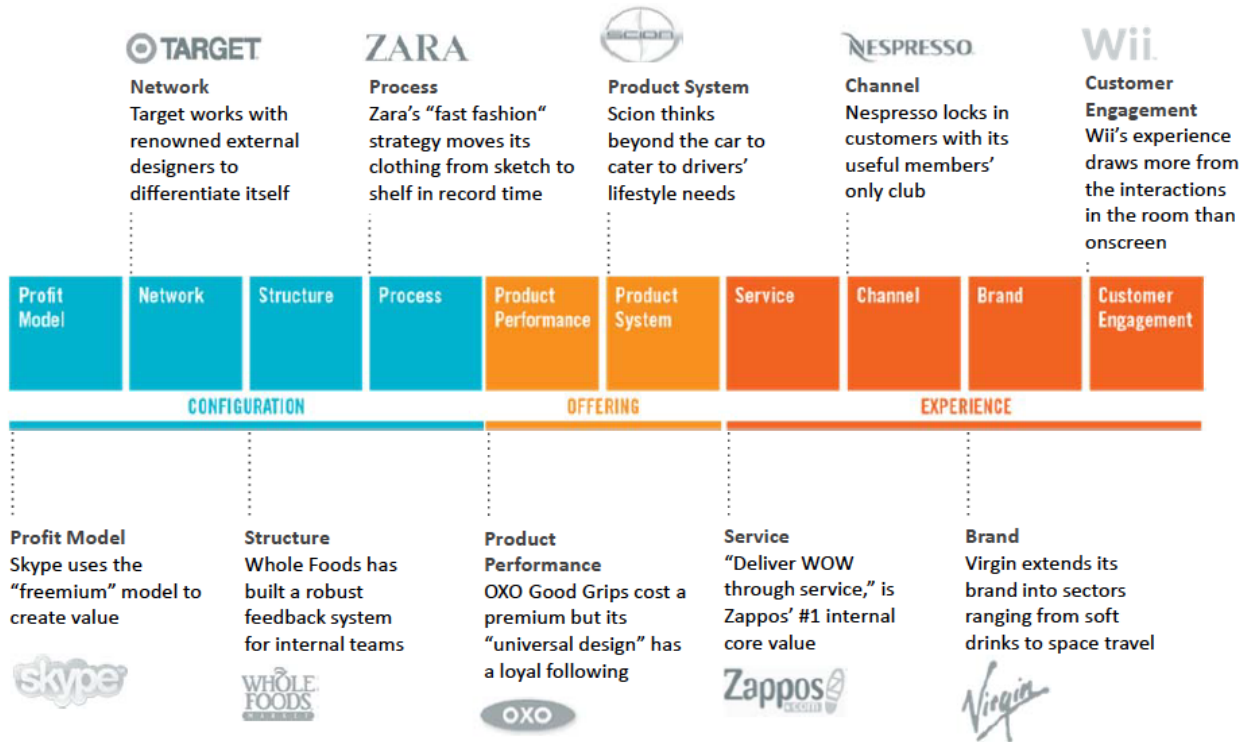 TARGET
Network
Target works with
renowned external
designers to
differentiate itself
ZARA
Process
Zara's “fast fashion“
strategy moves its
clothing from sketch to
shelf in record time
SCION
Product System
Scion thinks
beyond the car to
cater to drivers'
lifestyle needs
NESPRESSO
Channel
Nespresso locks in
customers with its
useful members'
only club
Wii
Customer
Engagement
Wii's experience
draws more from
the interactions
in the room than
onscreen
Profit
Model
Network
Structure
Process
Product
Performance
Product
System
Service
Channel
Brand
Customer
Engagement
CONFIGURATION
OFFERING
EXPERIENCE
Profit Model
Skype uses the
“freemium” model to
create value
skype
Structure
Whole Foods has
built a robust
feedback system
for internal teams
WHOLE
FOODS
MARKET
Product
Performance
OXO Good Grips cost a
premium but its
“universal design” has
a loyal following
OXO
Service
“Deliver WOW
through service,” is
Zappos' #1 internal
core value
Zappos
.com
Brand
Virgin extends its
brand into sectors
ranging from soft
drinks to space travel
Virgin